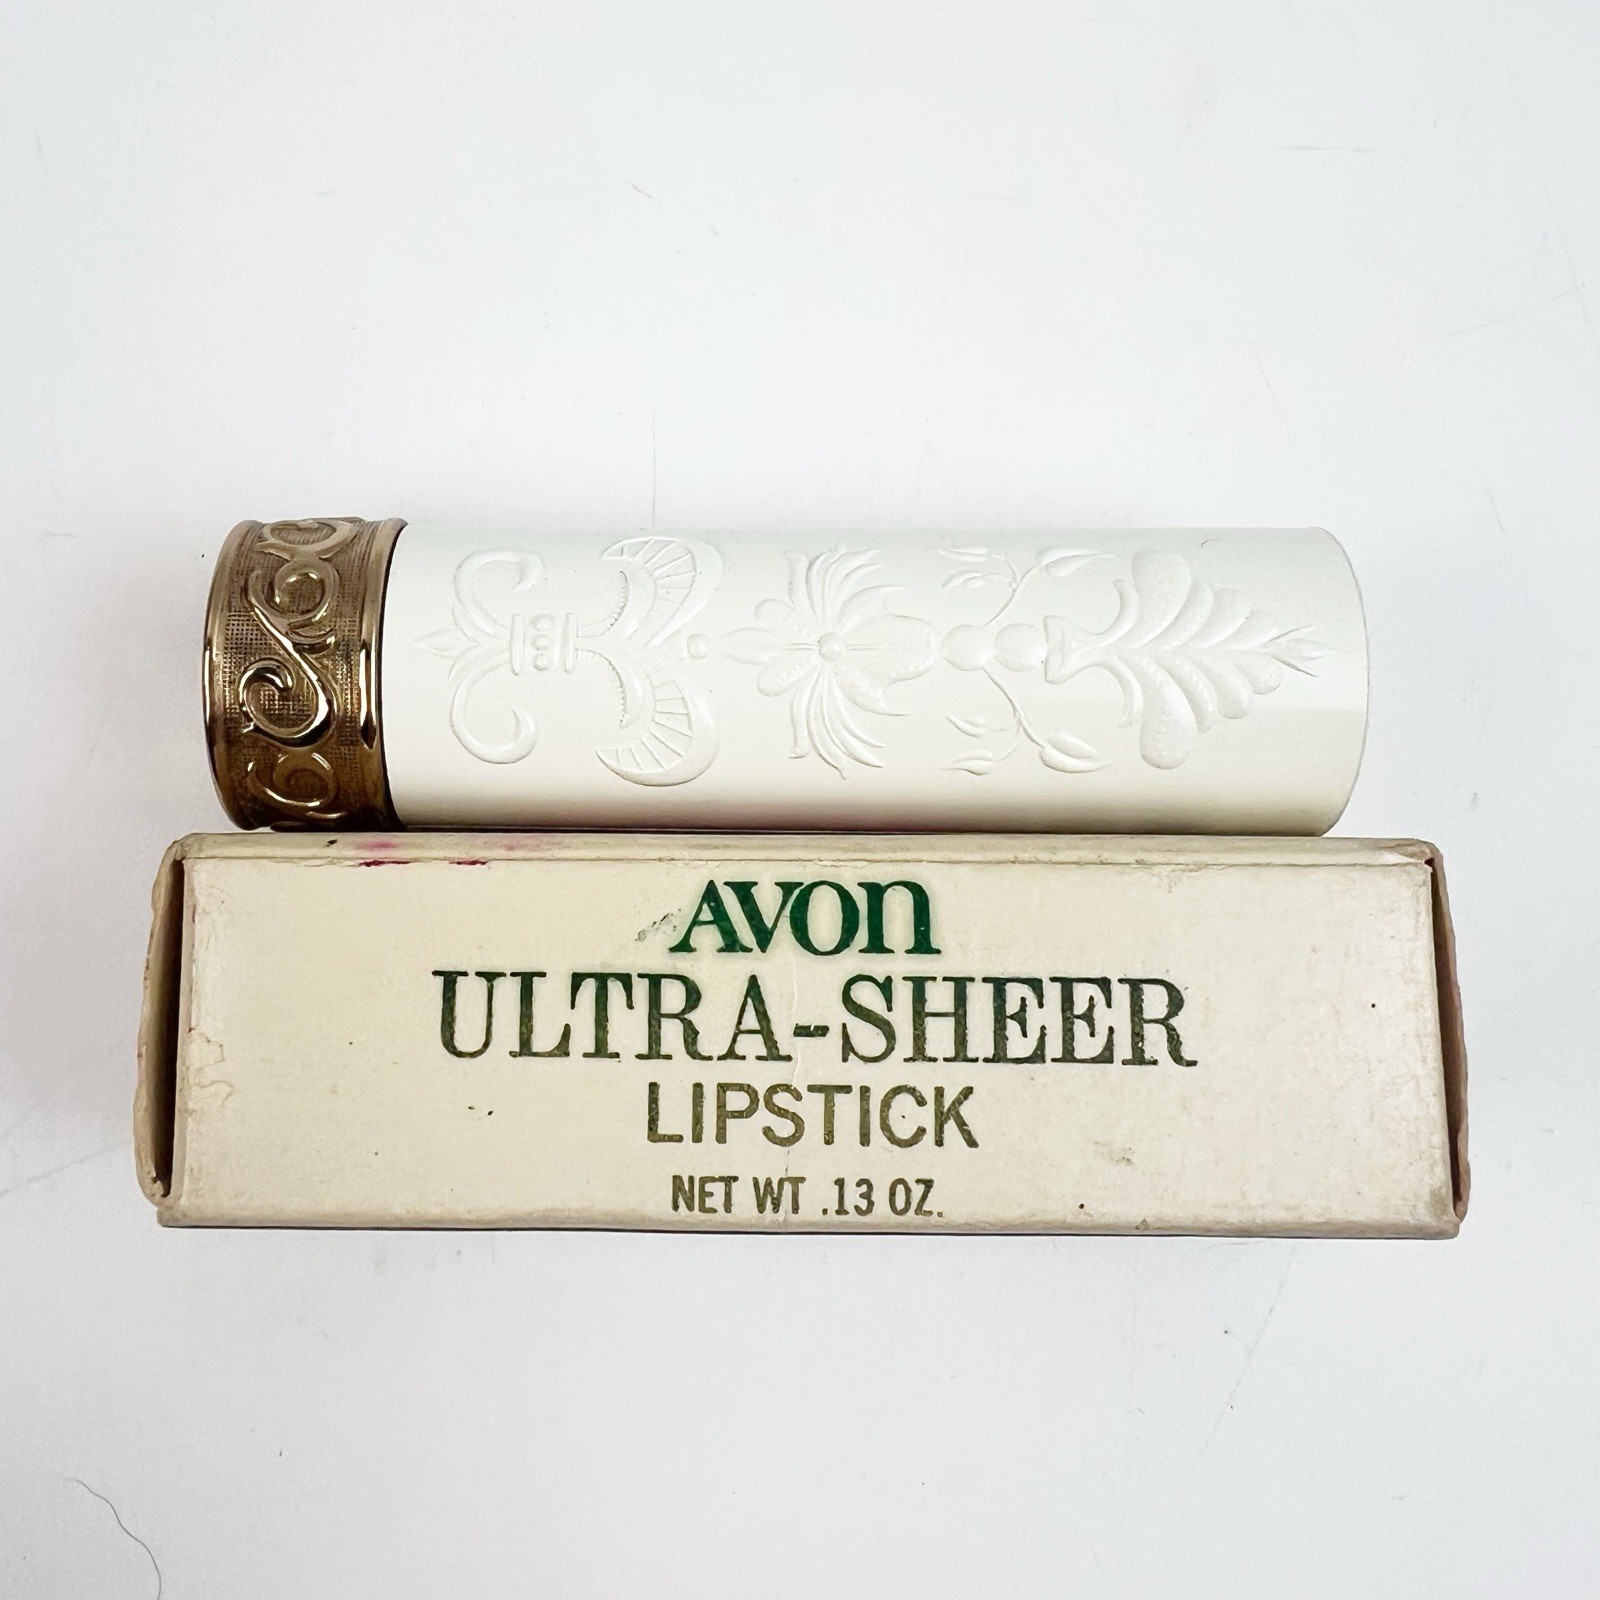 AVON
ULTRA-SHEER
LIPSTICK
NET WT .13 OZ.